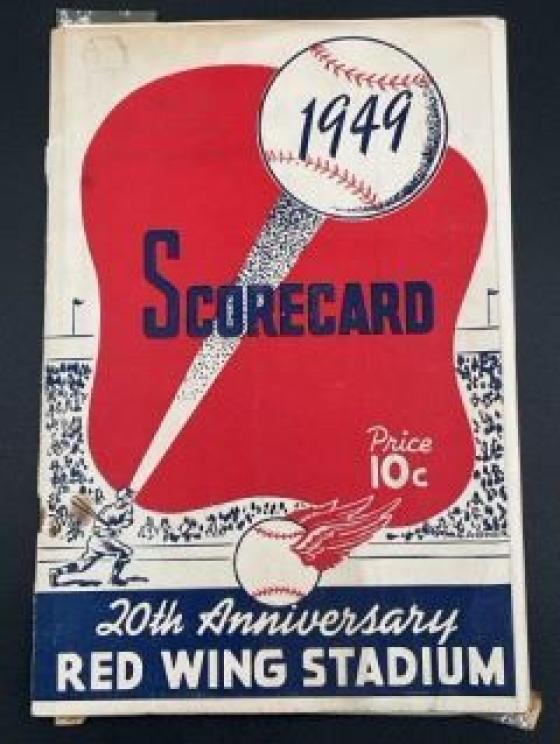 1949
SCORECARD
Price
10c
20th Anniversary
RED WING STADIUM